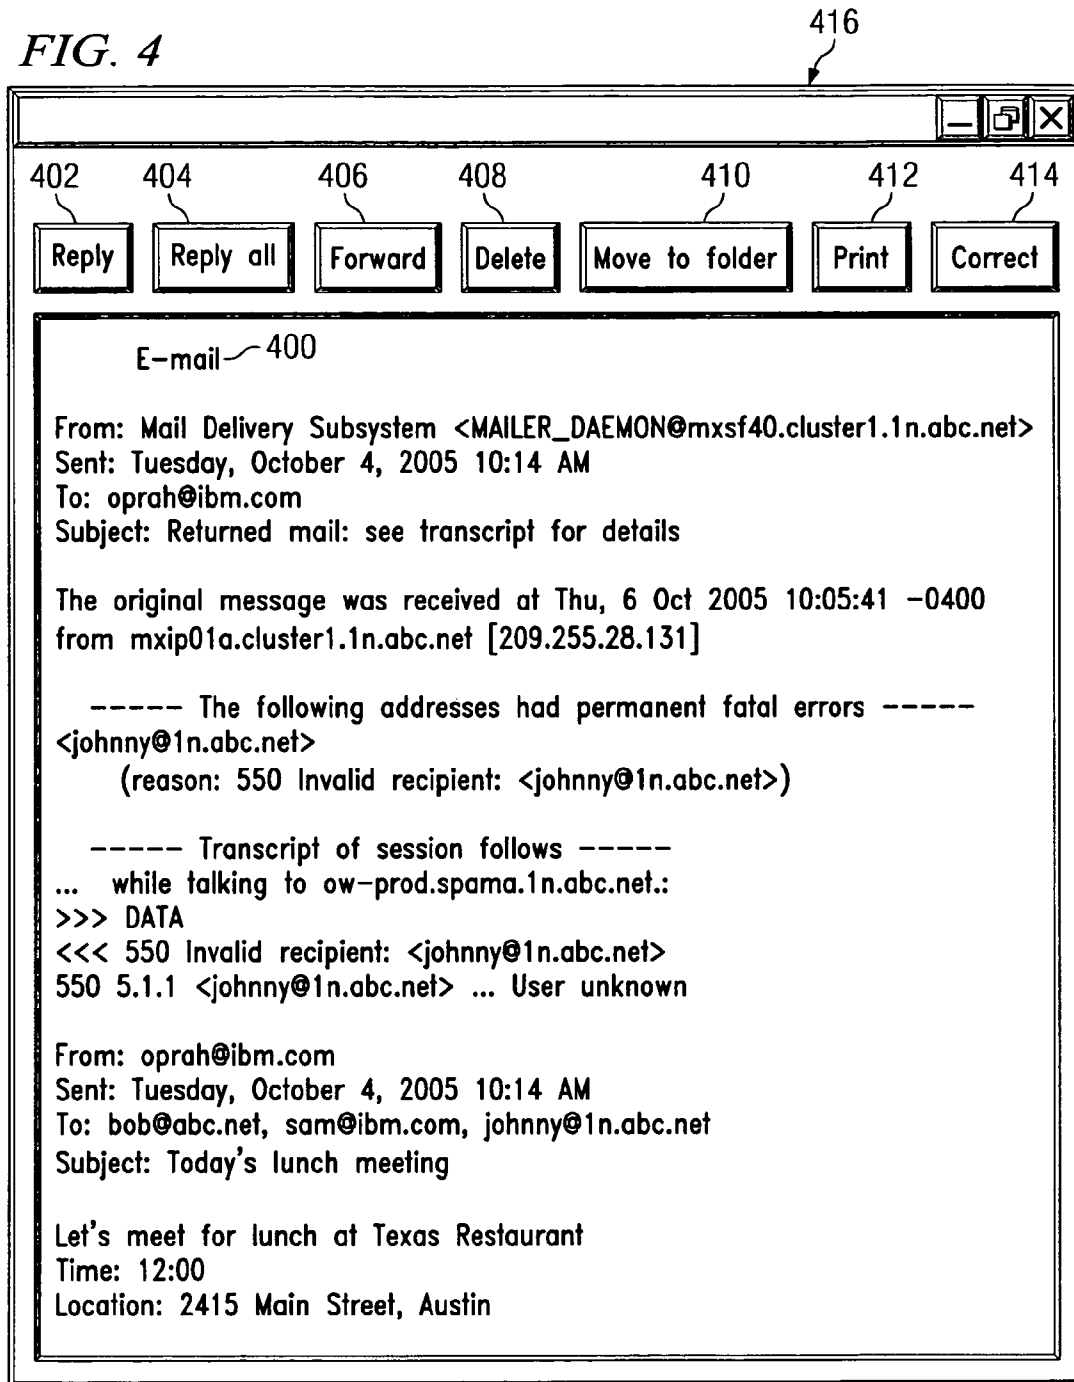 FIG. 4
416
402 404 406 408 410 412 414
Reply Reply all Forward Delete Move to folder Print Correct
E-mail 400
From: Mail Delivery Subsystem <MAILER_DAEMON@mxsf40.cluster1.1n.abc.net>
Sent: Tuesday, October 4, 2005 10:14 AM
To: oprah@ibm.com
Subject: Returned mail: see transcript for details
The original message was received at Thu, 6 Oct 2005 10:05:41 -0400
from mxip01a.cluster1.1n.abc.net [209.255.28.131]
----- The following addresses had permanent fatal errors -----
<johnny@1n.abc.net>
(reason: 550 Invalid recipient: <johnny@1n.abc.net>)
----- Transcript of session follows -----
... while talking to ow-prod.spama.1n.abc.net.:
>>> DATA
<<< 550 Invalid recipient: <johnny@1n.abc.net>
550 5.1.1 <johnny@1n.abc.net> ... User unknown
From: oprah@ibm.com
Sent: Tuesday, October 4, 2005 10:14 AM
To: bob@abc.net, sam@ibm.com, johnny@1n.abc.net
Subject: Today's lunch meeting
Let's meet for lunch at Texas Restaurant
Time: 12:00
Location: 2415 Main Street, Austin